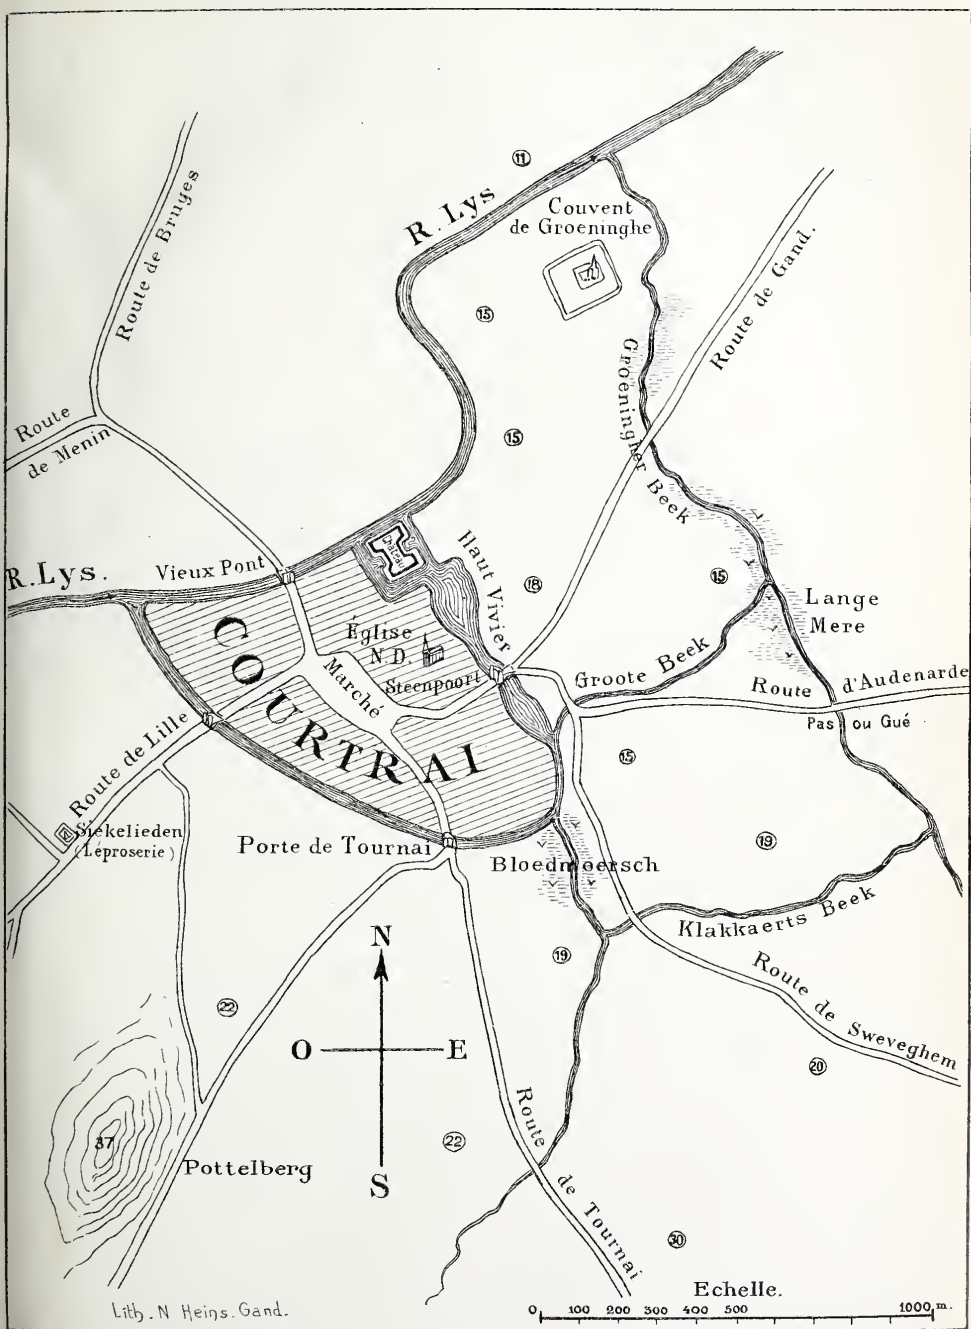 ⑪
R. Lys
Couvent
de Groeninghe
Route de Bruges
Route de Gand.
⑮
Groeningher Beek
⑮
Route
de Menin
R. Lys.
Vieux Pont
Château
Haut Vivier
⑱
⑮
Lange
Mere
Église
N.D.
Steenpoort
Marché
COURTRAI
Groote Beek
Route d'Audenarde
Pas ou Gué
Route de Lille
⑮
Siekelieden
(Léproserie)
Porte de Tournai
Bloedmoersch
⑲
Klakkaerts Beek
⑲
Route de Sweveghem
N
O E
S
㉒
⑳
37
Pottelberg
㉒
Route de Tournai
㉚
Echelle.
0 100 200 300 400 500 1000 m.
Lith. N Heins. Gand.